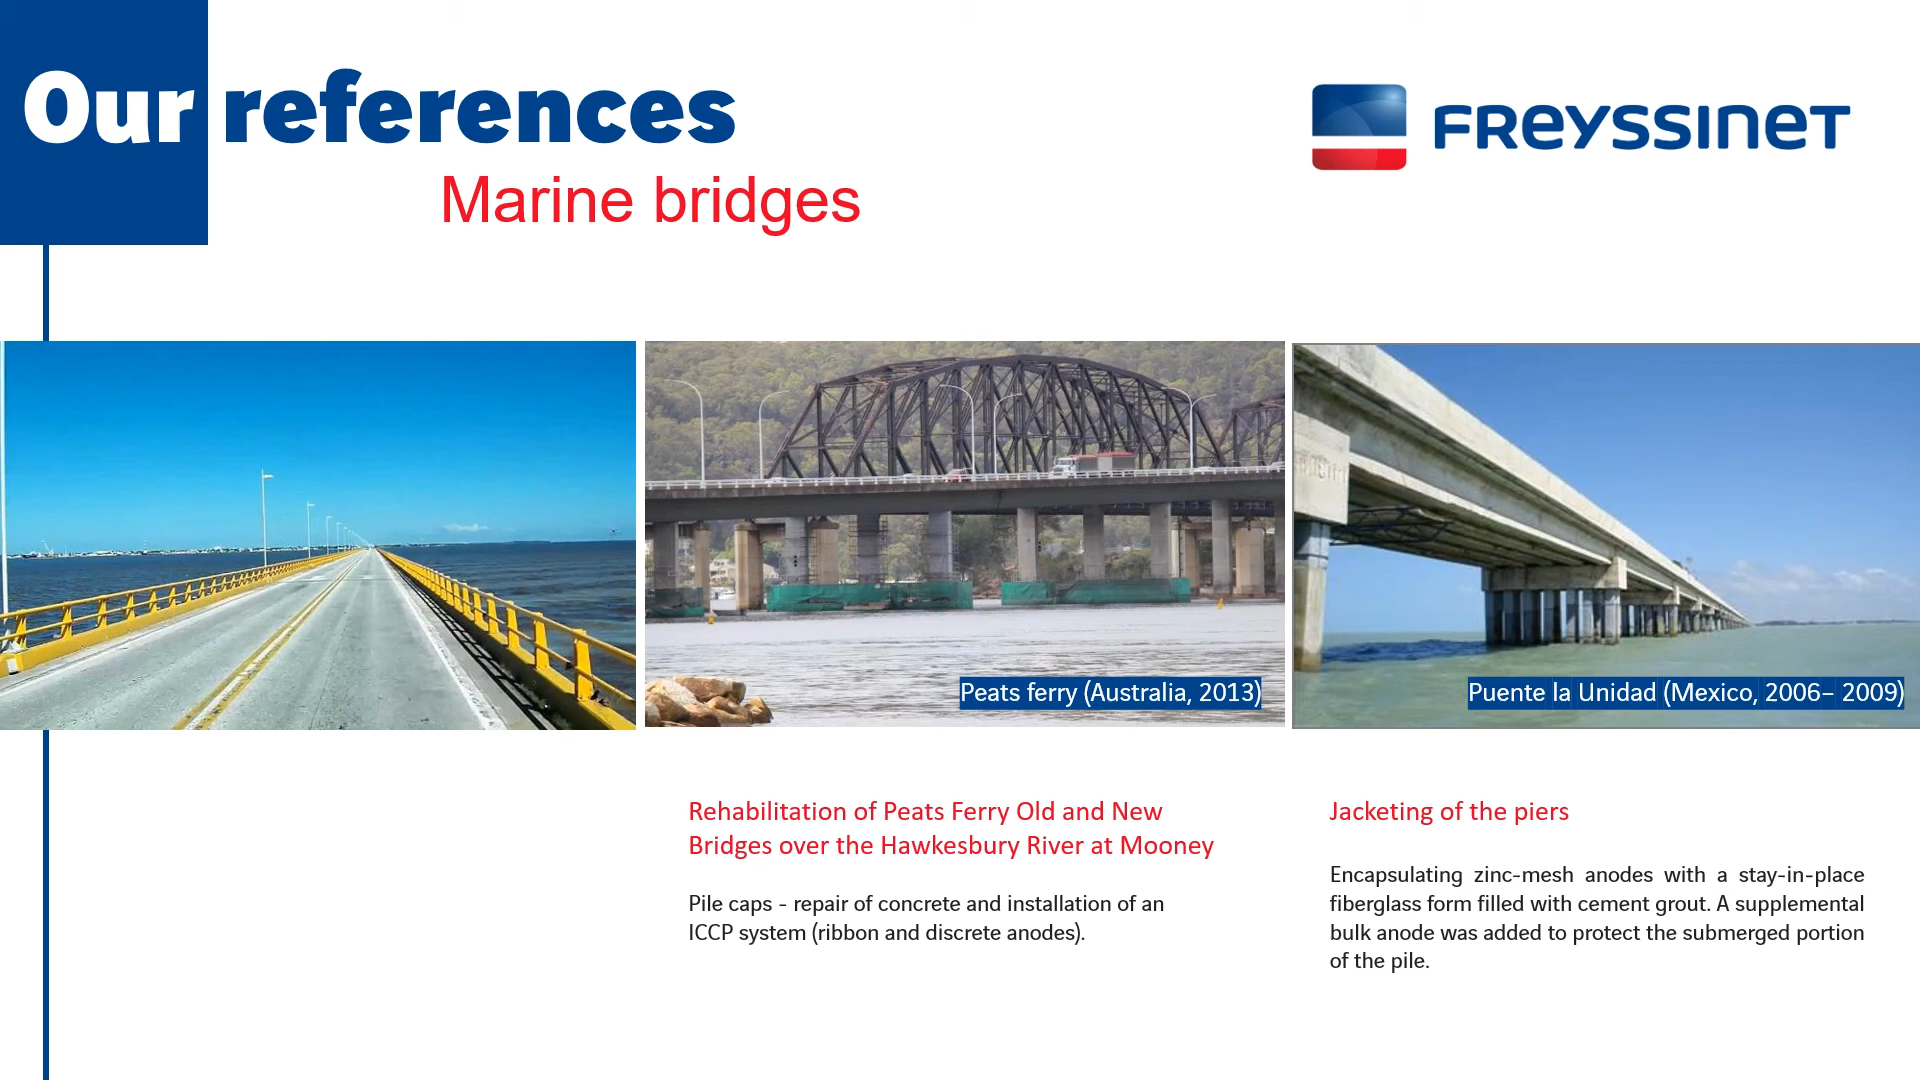 Our references
Marine bridges
FREYSSINET
Peats ferry (Australia, 2013)
Puente la Unidad (Mexico, 2006– 2009)
Rehabilitation of Peats Ferry Old and New
Bridges over the Hawkesbury River at Mooney
Pile caps - repair of concrete and installation of an
ICCP system (ribbon and discrete anodes).
Jacketing of the piers
Encapsulating zinc-mesh anodes with a stay-in-place
fiberglass form filled with cement grout. A supplemental
bulk anode was added to protect the submerged portion
of the pile.